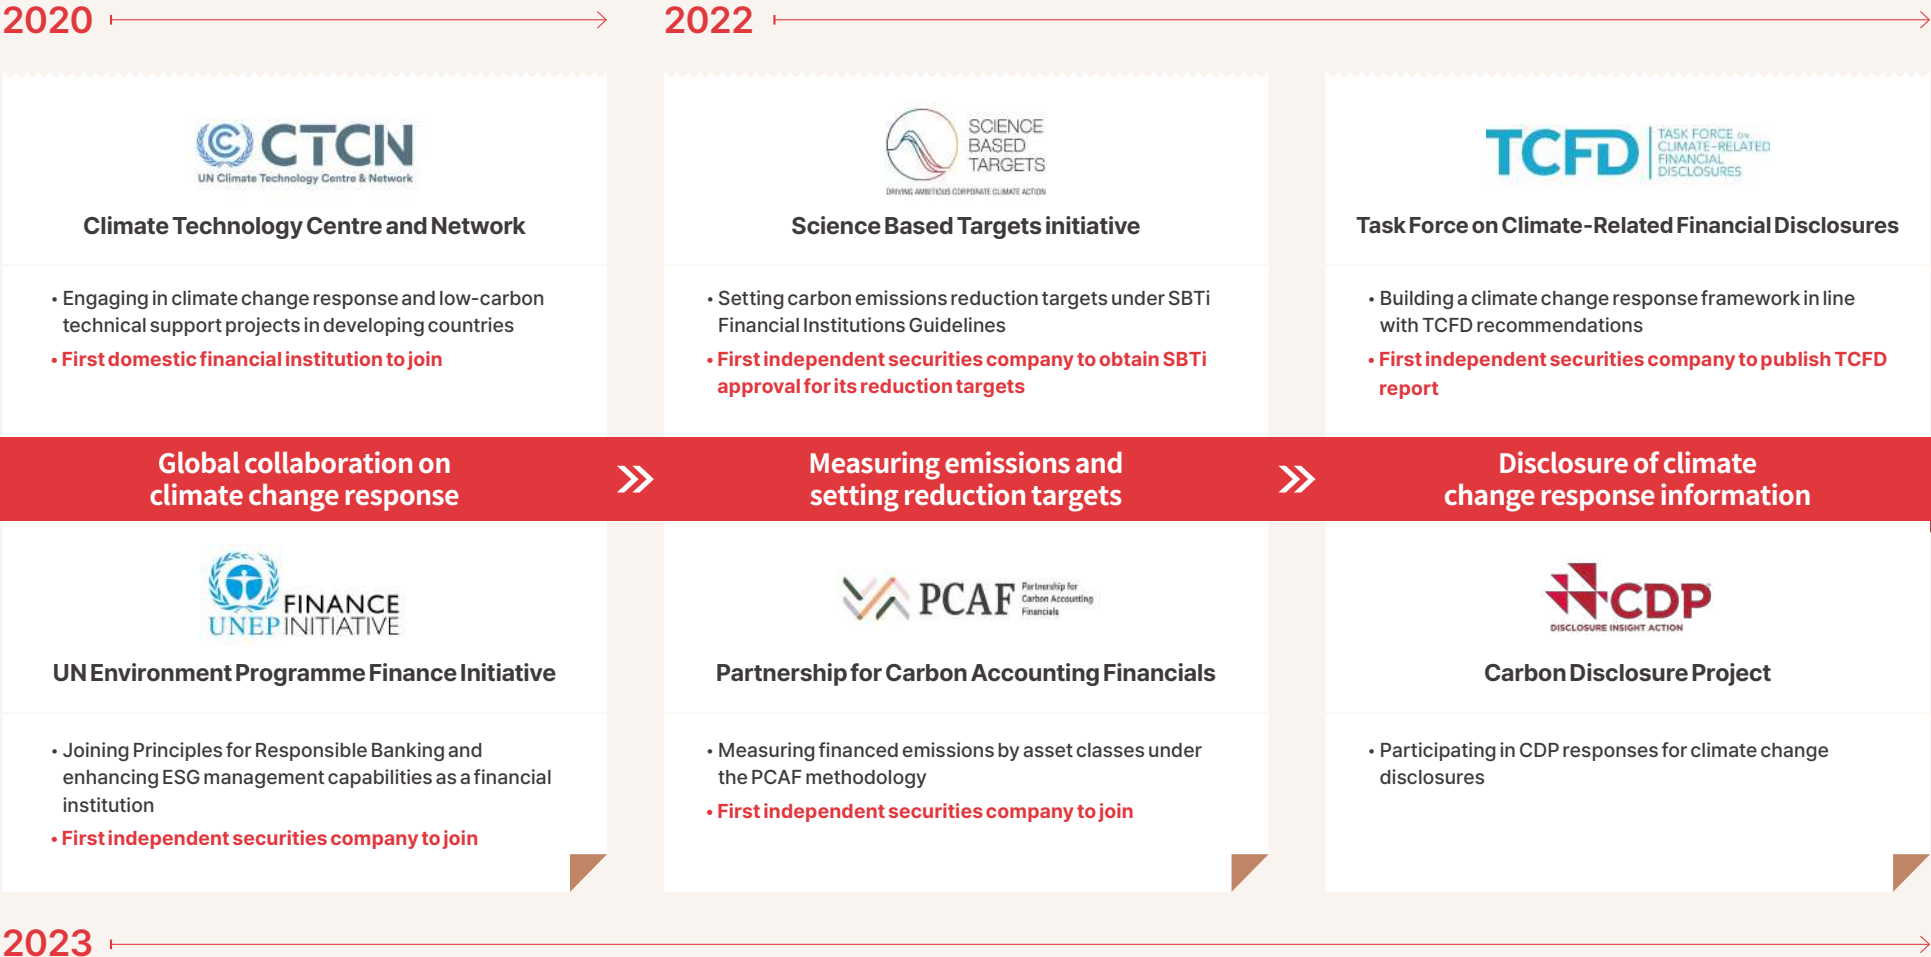 2020
2022
CTCN
UN Climate Technology Centre & Network
Climate Technology Centre and Network
• Engaging in climate change response and low-carbon
technical support projects in developing countries
• First domestic financial institution to join
SCIENCE
BASED
TARGETS
DRIVING AMBITIOUS CORPORATE CLIMATE ACTION
Science Based Targets initiative
• Setting carbon emissions reduction targets under SBTi
Financial Institutions Guidelines
• First independent securities company to obtain SBTi
approval for its reduction targets
TCFD
TASK FORCE ON
CLIMATE-RELATED
FINANCIAL
DISCLOSURES
Task Force on Climate-Related Financial Disclosures
• Building a climate change response framework in line
with TCFD recommendations
• First independent securities company to publish TCFD
report
Global collaboration on
climate change response
Measuring emissions and
setting reduction targets
Disclosure of climate
change response information
FINANCE
UNEP INITIATIVE
UN Environment Programme Finance Initiative
• Joining Principles for Responsible Banking and
enhancing ESG management capabilities as a financial
institution
• First independent securities company to join
PCAF
Partnership for
Carbon Accounting
Financials
Partnership for Carbon Accounting Financials
• Measuring financed emissions by asset classes under
the PCAF methodology
• First independent securities company to join
CDP
DISCLOSURE INSIGHT ACTION
Carbon Disclosure Project
• Participating in CDP responses for climate change
disclosures
2023